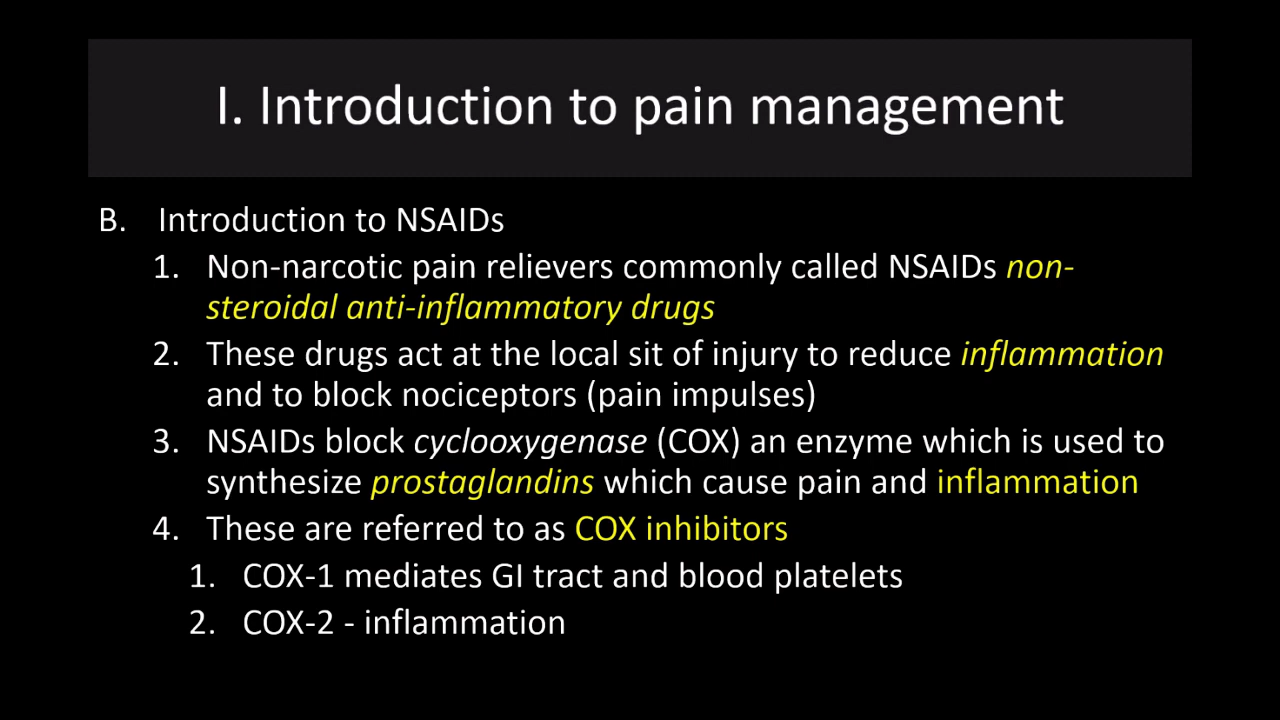 I. Introduction to pain management
B. Introduction to NSAIDs
1. Non-narcotic pain relievers commonly called NSAIDs non-
steroidal anti-inflammatory drugs
2. These drugs act at the local sit of injury to reduce inflammation
and to block nociceptors (pain impulses)
3. NSAIDs block cyclooxygenase (COX) an enzyme which is used to
synthesize prostaglandins which cause pain and inflammation
4. These are referred to as COX inhibitors
1. COX-1 mediates GI tract and blood platelets
2. COX-2 - inflammation